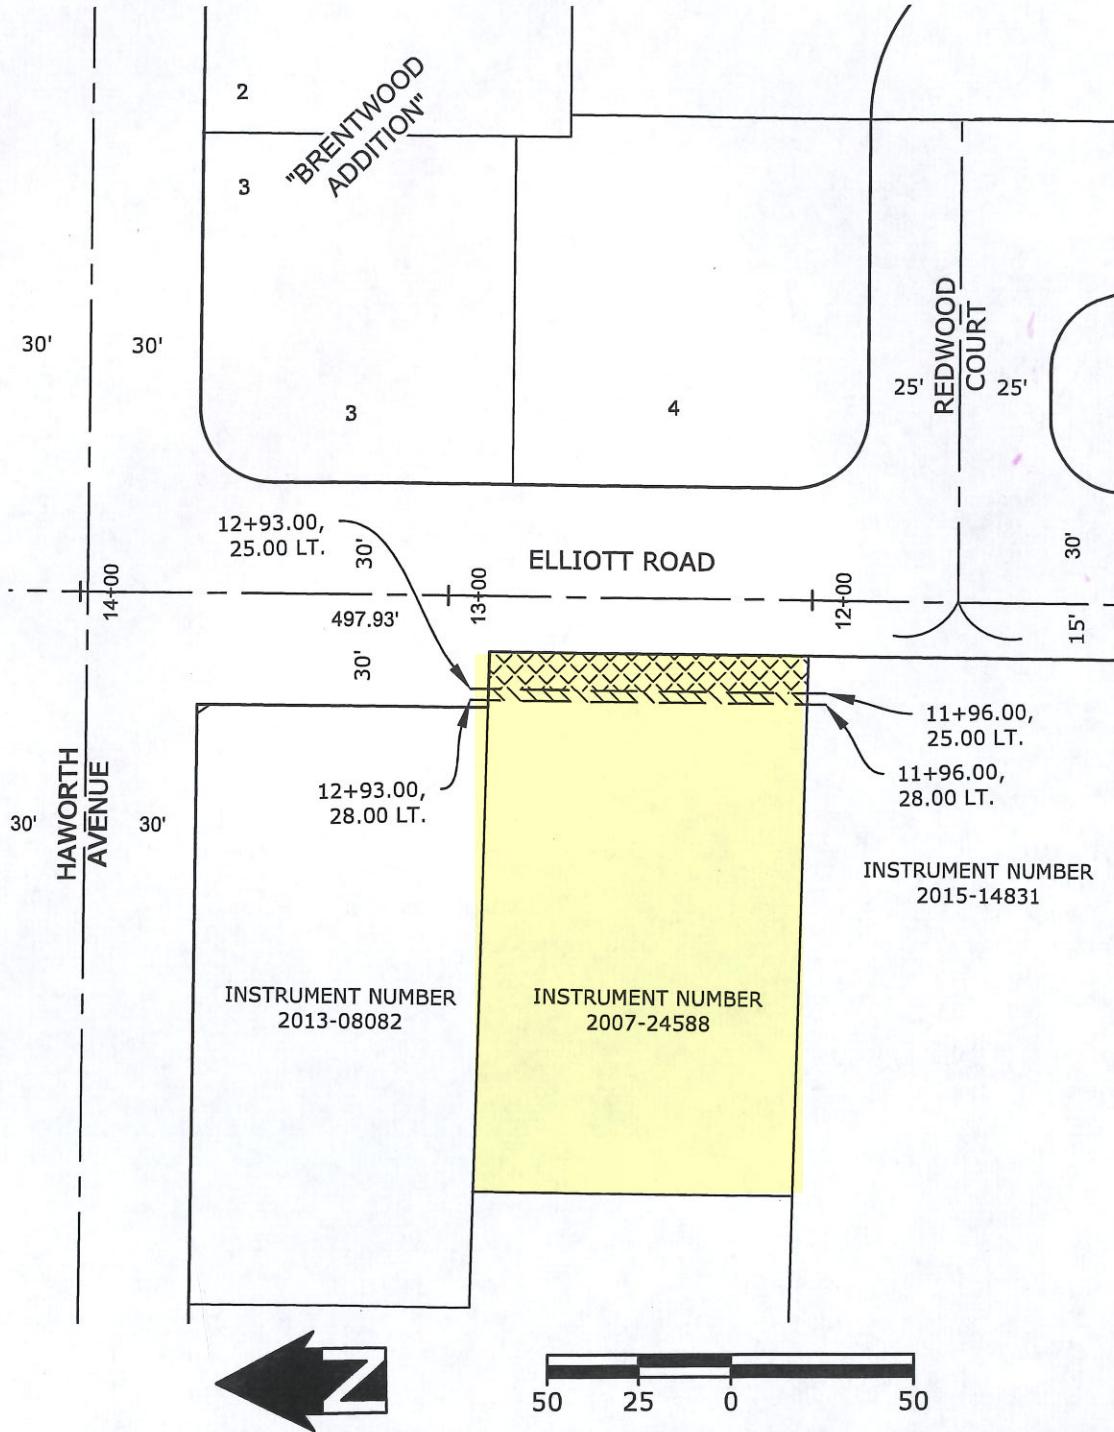 2
"BRENTWOOD
ADDITION"
3
30'
30'
3
4
25'
REDWOOD
COURT
25'
12+93.00,
25.00 LT.
30'
ELLIOTT ROAD
30'
14+00
13+00
12+00
497.93'
15'
30'
11+96.00,
25.00 LT.
12+93.00,
28.00 LT.
11+96.00,
28.00 LT.
HAWORTH
AVENUE
30'
30'
INSTRUMENT NUMBER
2015-14831
INSTRUMENT NUMBER
2013-08082
INSTRUMENT NUMBER
2007-24588
N
50 25 0 50